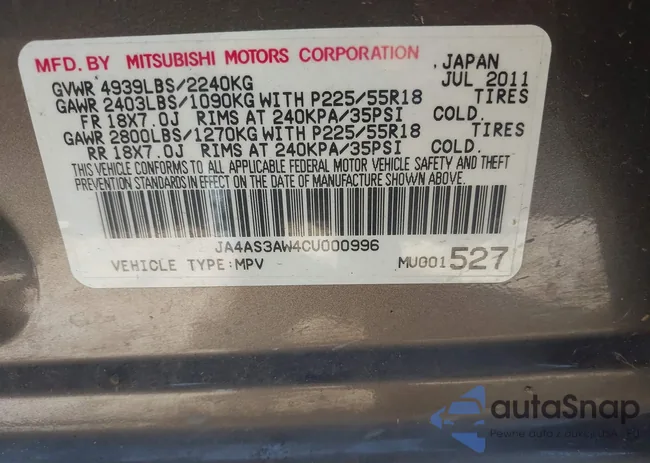 MFD. BY MITSUBISHI MOTORS CORPORATION JAPAN
GVWR 4939LBS/2240KG JUL 2011
GAWR 2403LBS/1090KG WITH P225/55R18 TIRES
FR 18X7.0J RIMS AT 240KPA/35PSI COLD.
GAWR 2800LBS/1270KG WITH P225/55R18 TIRES
RR 18X7.0J RIMS AT 240KPA/35PSI COLD.
THIS VEHICLE CONFORMS TO ALL APPLICABLE FEDERAL MOTOR VEHICLE SAFETY AND THEFT
PREVENTION STANDARDS IN EFFECT ON THE DATE OF MANUFACTURE SHOWN ABOVE.
JA4AS3AW4CU000996
VEHICLE TYPE:MPV MU001 527
autaSnap
Pewne auta z